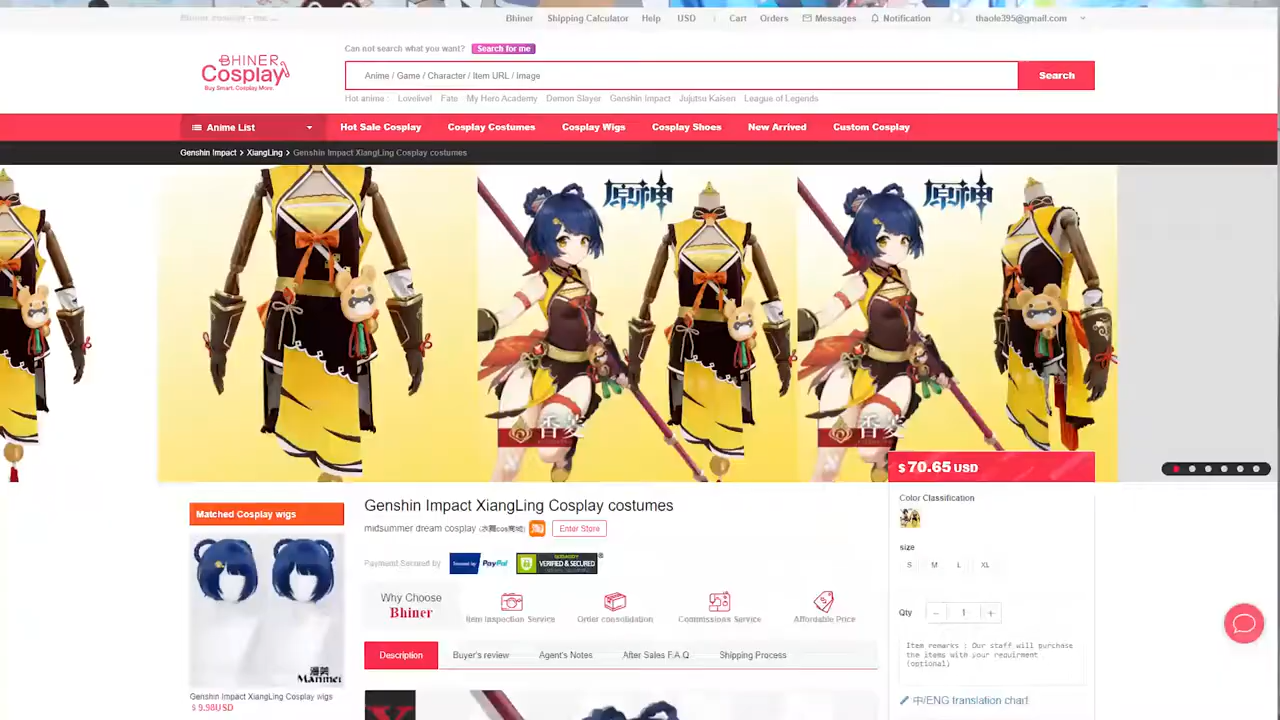 Bhiner Shipping Calculator Help USD Cart Orders Messages Notification thaole395@gmail.com
Can not search what you want? Search for me
BHINER
Cosplay
Buy Smart, Cosplay More.
Anime / Game / Character / Item URL / Image
Search
Hot anime : Lovelive! Fate My Hero Academy Demon Slayer Genshin Impact Jujutsu Kaisen League of Legends
Anime List Hot Sale Cosplay Cosplay Costumes Cosplay Wigs Cosplay Shoes New Arrived Custom Cosplay
Genshin Impact > XiangLing > Genshin Impact XiangLing Cosplay costumes
原神
原神
香菱
香菱
$ 70.65 USD
Matched Cosplay wigs
Genshin Impact XiangLing Cosplay costumes
midsummer dream cosplay
Enter Store
Payment Secured by
PayPal
VERIFIED & SECURED
Why Choose
Bhiner
Item Inspection Service
Order consolidation
Commissions Service
Affordable Price
Description Buyer's review Agent's Notes After Sales F.A.Q. Shipping Process
Color Classification
size
S M L XL
Qty - 1 +
Item remarks : Our staff will purchase
the items with your requirment
(optional)
中/ENG translation chart
Manmei
Genshin Impact XiangLing Cosplay wigs
$ 9.98USD